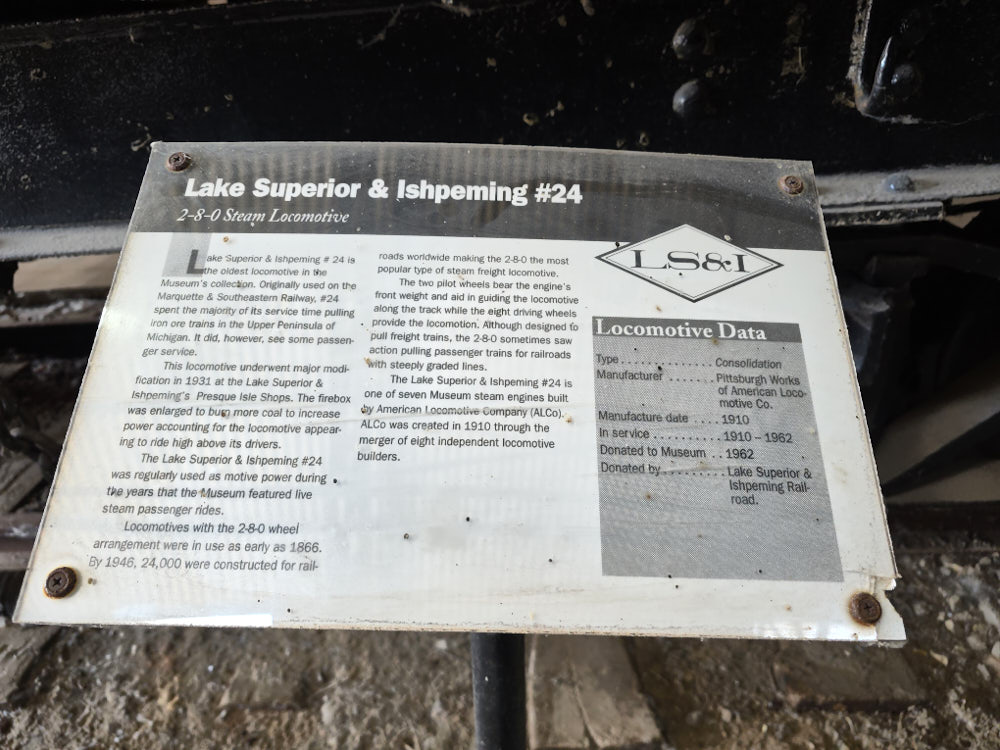 Lake Superior & Ishpeming #24
2-8-0 Steam Locomotive
Lake Superior & Ishpeming # 24 is
the oldest locomotive in the
Museum's collection. Originally used on the
Marquette & Southeastern Railway, #24
spent the majority of its service time pulling
iron ore trains in the Upper Peninsula of
Michigan. It did, however, see some passen-
ger service.
This locomotive underwent major modi-
fication in 1931 at the Lake Superior &
Ishpeming's Presque Isle Shops. The firebox
was enlarged to burn more coal to increase
power accounting for the locomotive appear-
ing to ride high above its drivers.
The Lake Superior & Ishpeming #24
was regularly used as motive power during
the years that the Museum featured live
steam passenger rides.
Locomotives with the 2-8-0 wheel
arrangement were in use as early as 1866.
By 1946, 24,000 were constructed for rail-
roads worldwide making the 2-8-0 the most
popular type of steam freight locomotive.
The two pilot wheels bear the engine's
front weight and aid in guiding the locomotive
along the track while the eight driving wheels
provide the locomotion. Although designed to
pull freight trains, the 2-8-0 sometimes saw
action pulling passenger trains for railroads
with steeply graded lines.
The Lake Superior & Ishpeming #24 is
one of seven Museum steam engines built
by American Locomotive Company (ALCo).
ALCo was created in 1910 through the
merger of eight independent locomotive
builders.
LS&I
Locomotive Data
Type . . . . . . . . . . . . . Consolidation
Manufacturer . . . . . . . Pittsburgh Works
of American Loco-
motive Co.
Manufacture date . . . . 1910
In service . . . . . . . . . . 1910 – 1962
Donated to Museum . . 1962
Donated by . . . . . . . . . Lake Superior &
Ishpeming Rail-
road.